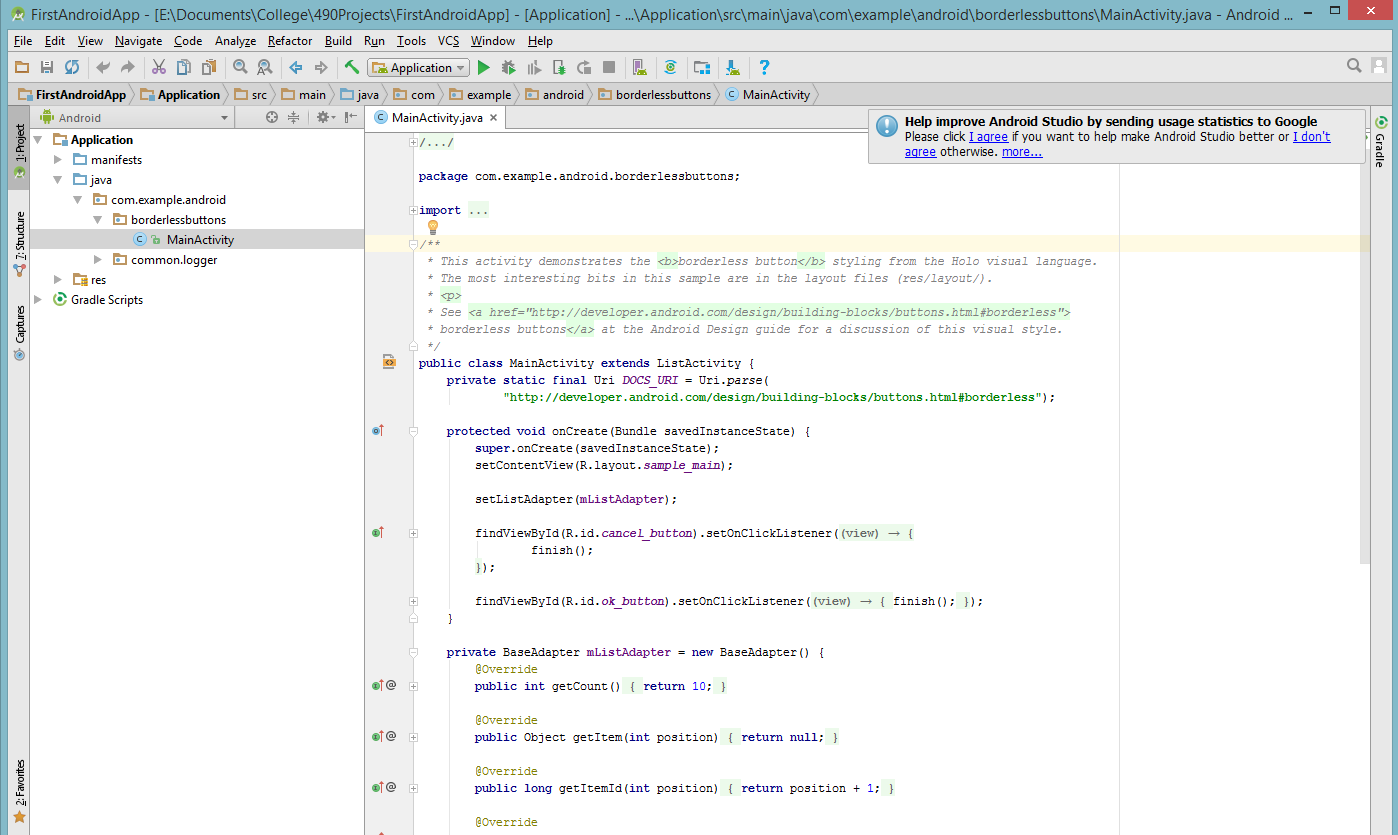 FirstAndroidApp - [E:\Documents\College\490Projects\FirstAndroidApp] - [Application] - ...\Application\src\main\java\com\example\android\borderlessbuttons\MainActivity.java - Android ...
File Edit View Navigate Code Analyze Refactor Build Run Tools VCS Window Help
Application
FirstAndroidApp Application src main java com example android borderlessbuttons MainActivity
Android
MainActivity.java
Help improve Android Studio by sending usage statistics to Google
Please click I agree if you want to help make Android Studio better or I don't
agree otherwise. more...
1: Project
7: Structure
Captures
2: Favorites
Gradle
Application
manifests
java
com.example.android
borderlessbuttons
MainActivity
common.logger
res
Gradle Scripts
/.../
package com.example.android.borderlessbuttons;
import ...
/**
* This activity demonstrates the <b>borderless button</b> styling from the Holo visual language.
* The most interesting bits in this sample are in the layout files (res/layout/).
* <p>
* See <a href="http://developer.android.com/design/building-blocks/buttons.html#borderless">
* borderless buttons</a> at the Android Design guide for a discussion of this visual style.
*/
public class MainActivity extends ListActivity {
private static final Uri DOCS_URI = Uri.parse(
"http://developer.android.com/design/building-blocks/buttons.html#borderless");
protected void onCreate(Bundle savedInstanceState) {
super.onCreate(savedInstanceState);
setContentView(R.layout.sample_main);
setListAdapter(mListAdapter);
findViewById(R.id.cancel_button).setOnClickListener((view) → {
finish();
});
findViewById(R.id.ok_button).setOnClickListener((view) → { finish(); });
}
private BaseAdapter mListAdapter = new BaseAdapter() {
@Override
public int getCount() { return 10; }
@Override
public Object getItem(int position) { return null; }
@Override
public long getItemId(int position) { return position + 1; }
@Override